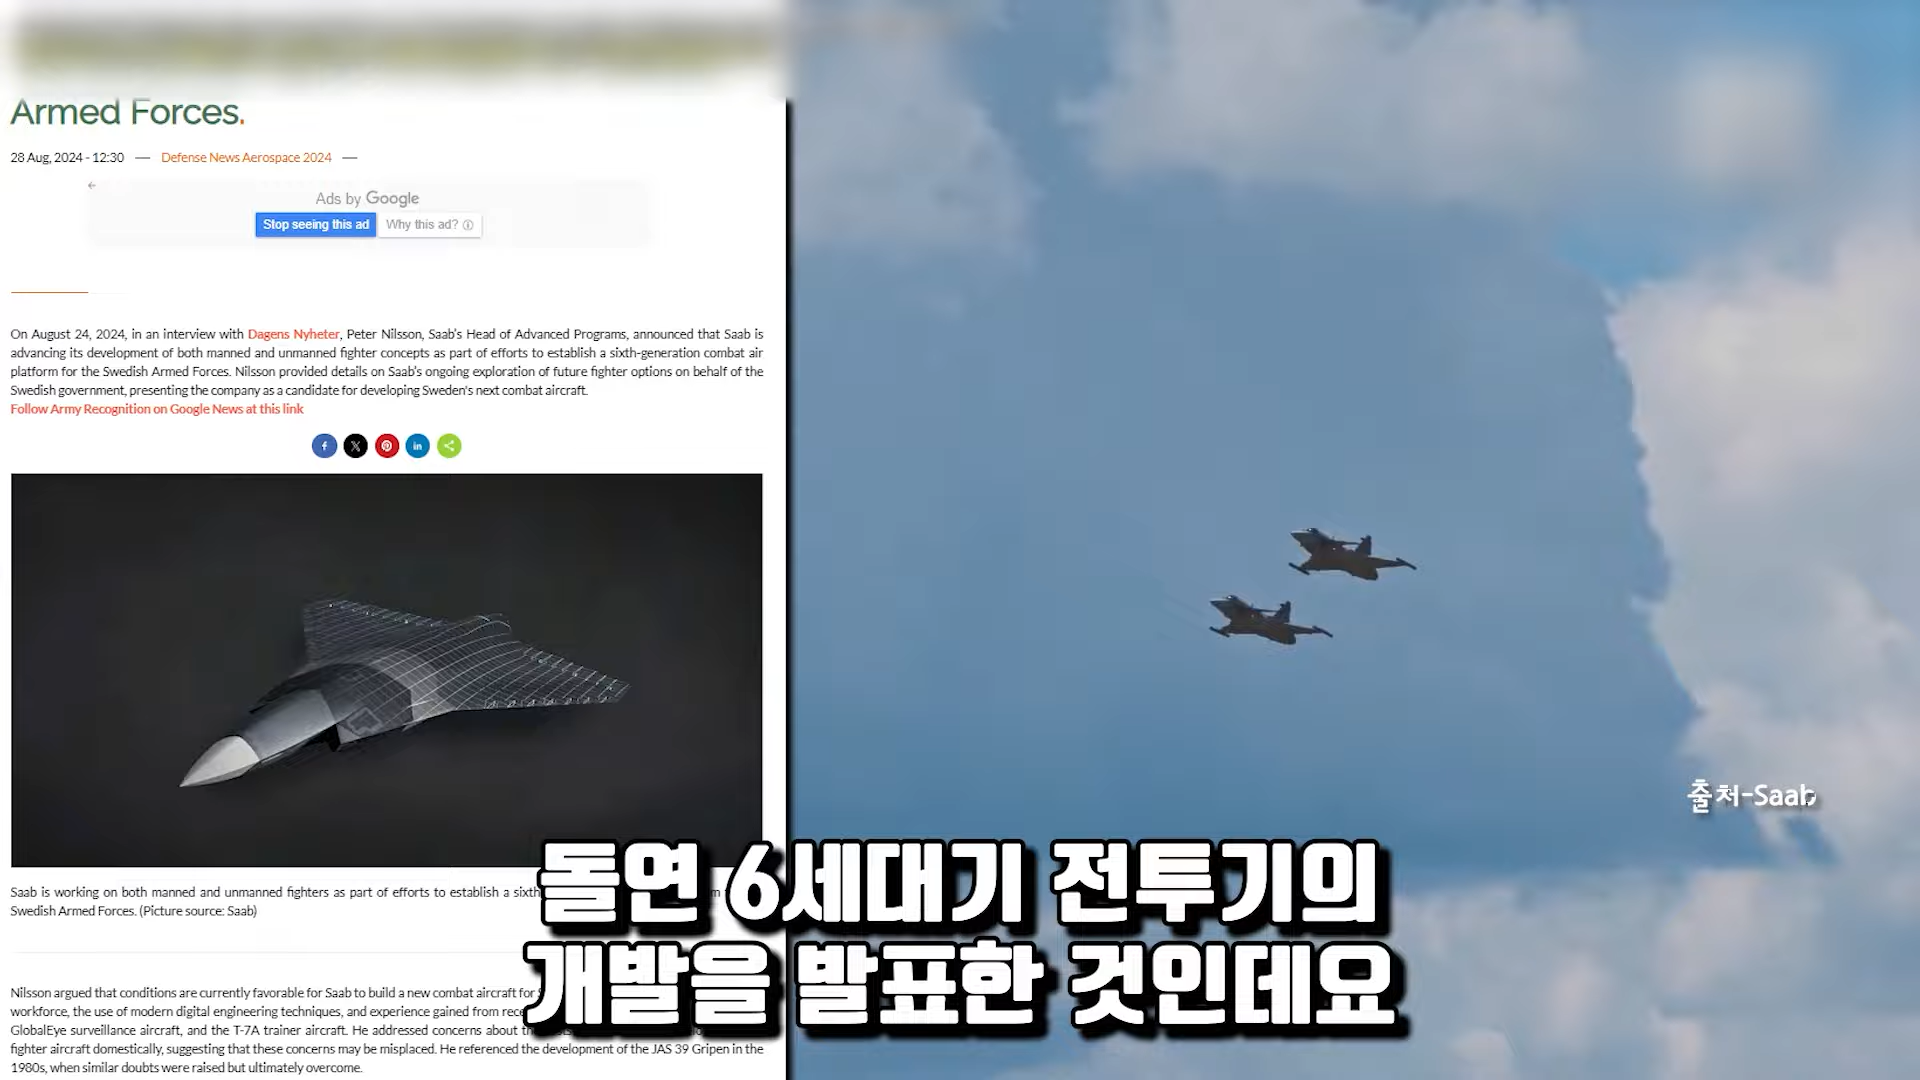 Armed Forces.
28 Aug, 2024 - 12:30 — Defense News Aerospace 2024 —
Ads by Google
Stop seeing this ad Why this ad?
On August 24, 2024, in an interview with Dagens Nyheter, Peter Nilsson, Saab's Head of Advanced Programs, announced that Saab is
advancing its development of both manned and unmanned fighter concepts as part of efforts to establish a sixth-generation combat air
platform for the Swedish Armed Forces. Nilsson provided details on Saab's ongoing exploration of future fighter options on behalf of the
Swedish government, presenting the company as a candidate for developing Sweden's next combat aircraft.
Follow Army Recognition on Google News at this link
출처-Saab
Saab is working on both manned and unmanned fighters as part of efforts to establish a sixth
Swedish Armed Forces. (Picture source: Saab)
돌연 6세대기 전투기의
개발을 발표한 것인데요
Nilsson argued that conditions are currently favorable for Saab to build a new combat aircraft for
workforce, the use of modern digital engineering techniques, and experience gained from
GlobalEye surveillance aircraft, and the T-7A trainer aircraft. He addressed concerns about
fighter aircraft domestically, suggesting that these concerns may be misplaced. He referenced the development of the JAS 39 Gripen in the
1980s, when similar doubts were raised but ultimately overcome.